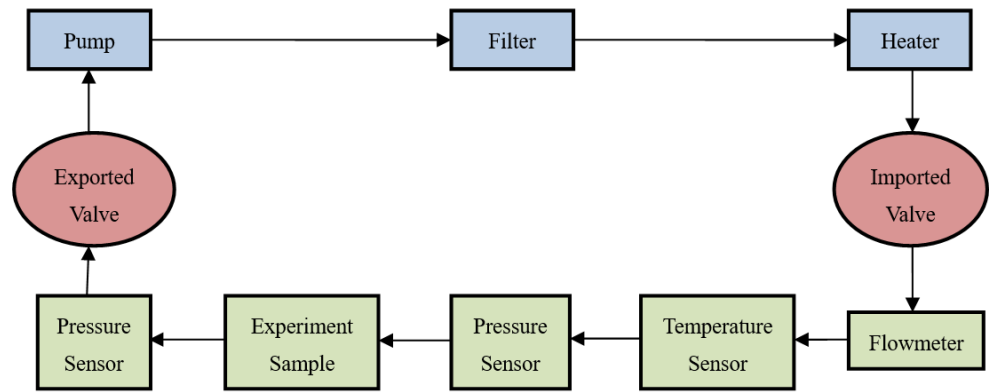 Pump
Filter
Heater
Exported
Valve
Imported
Valve
Pressure
Sensor
Experiment
Sample
Pressure
Sensor
Temperature
Sensor
Flowmeter